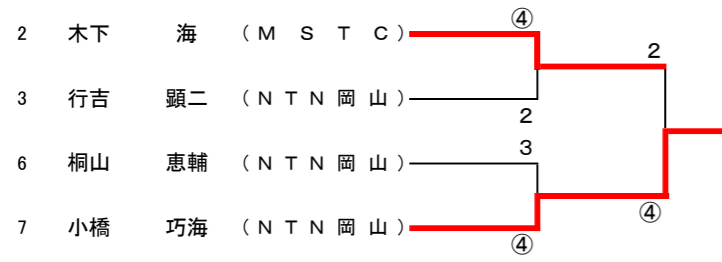 2 木下 海 (MSTC) ④
2
3 行吉 顕二 (NTN岡山) 2
6 桐山 恵輔 (NTN岡山) 3
④
7 小橋 巧海 (NTN岡山) ④